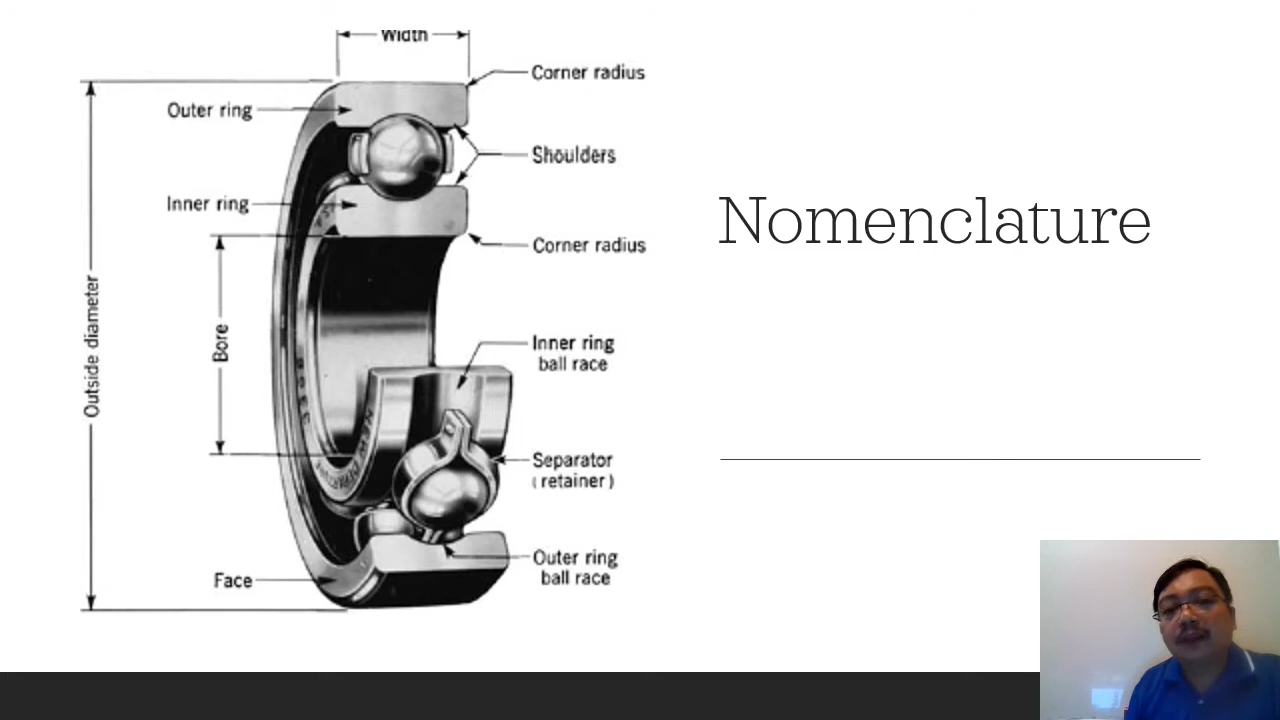 Width
Corner radius
Outer ring
Shoulders
Inner ring
Corner radius
Nomenclature
Outside diameter
Bore
Inner ring
ball race
Separator
(retainer)
Outer ring
ball race
Face